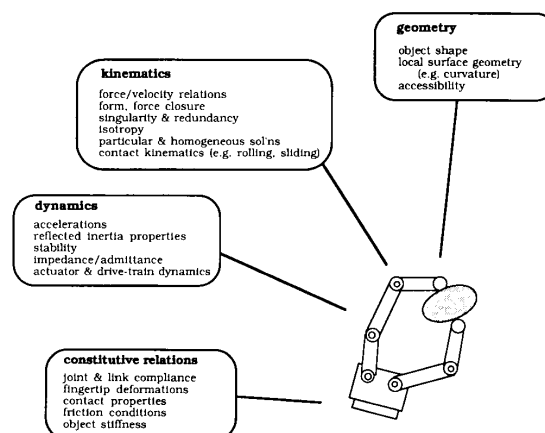 geometry
object shape
local surface geometry
(e.g. curvature)
accessibility
kinematics
force/velocity relations
form, force closure
singularity & redundancy
isotropy
particular & homogeneous sol'ns
contact kinematics (e.g. rolling, sliding)
dynamics
accelerations
reflected inertia properties
stability
impedance/admittance
actuator & drive-train dynamics
constitutive relations
joint & link compliance
fingertip deformations
contact properties
friction conditions
object stiffness